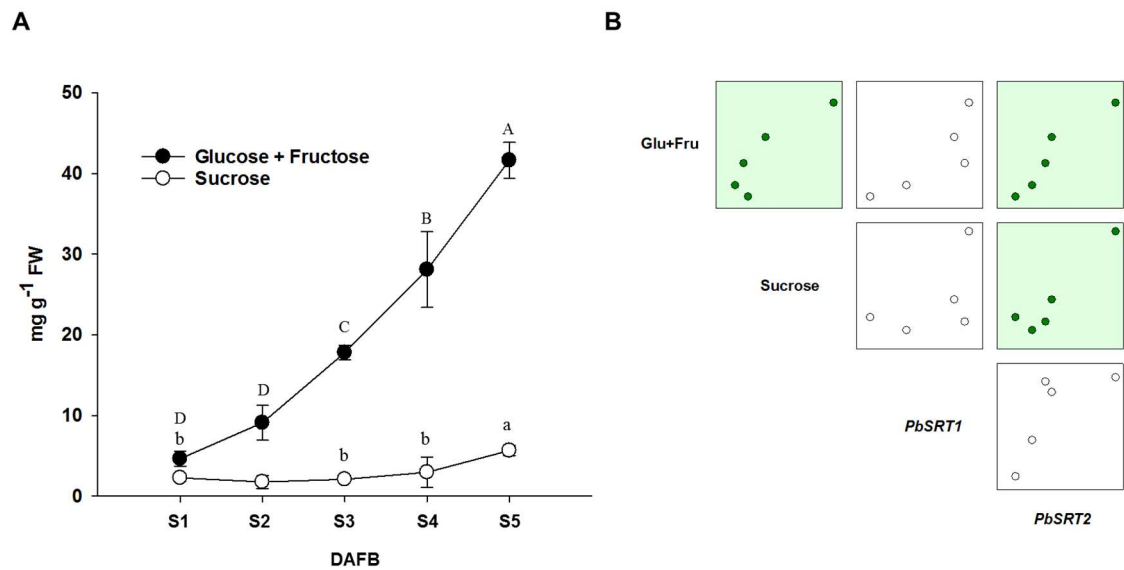 A
B
50
40
30
20
10
0
mg g⁻¹ FW
Glucose + Fructose
Sucrose
D
b
D
C
b
B
b
A
a
S1 S2 S3 S4 S5
DAFB
Glu+Fru
Sucrose
PbSRT1
PbSRT2